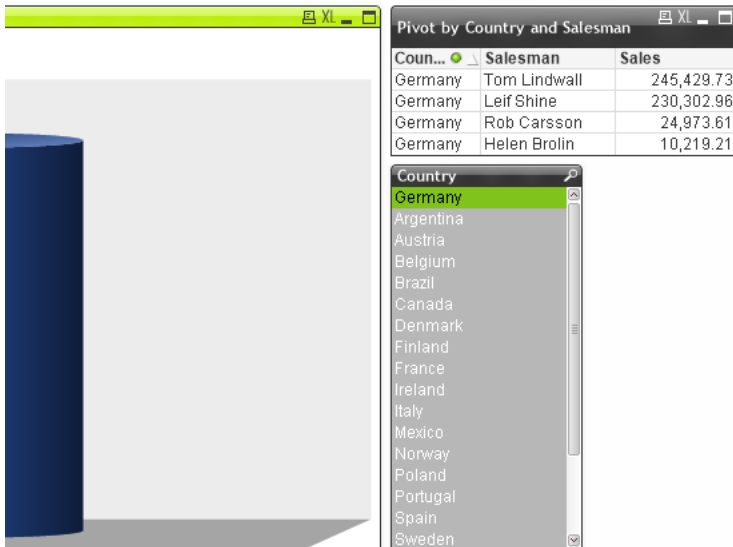 XL
XL
Pivot by Country and Salesman
Coun... Salesman Sales
Germany Tom Lindwall 245,429.73
Germany Leif Shine 230,302.96
Germany Rob Carsson 24,973.61
Germany Helen Brolin 10,219.21
Country
Germany
Argentina
Austria
Belgium
Brazil
Canada
Denmark
Finland
France
Ireland
Italy
Mexico
Norway
Poland
Portugal
Spain
Sweden